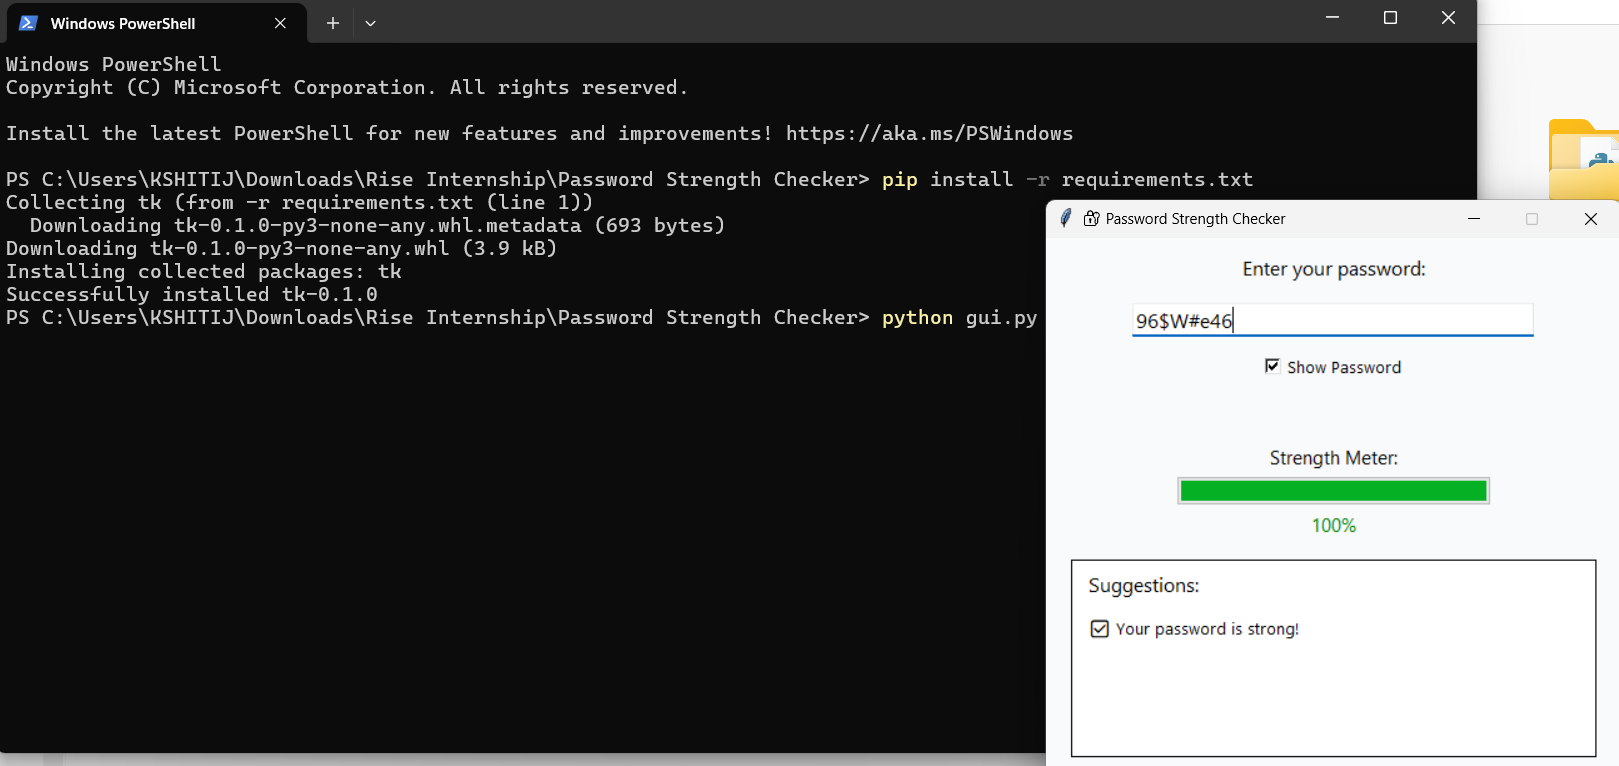 Windows PowerShell
Windows PowerShell
Copyright (C) Microsoft Corporation. All rights reserved.
Install the latest PowerShell for new features and improvements! https://aka.ms/PSWindows
PS C:\Users\KSHITIJ\Downloads\Rise Internship\Password Strength Checker> pip install -r requirements.txt
Collecting tk (from -r requirements.txt (line 1))
  Downloading tk-0.1.0-py3-none-any.whl.metadata (693 bytes)
Downloading tk-0.1.0-py3-none-any.whl (3.9 kB)
Installing collected packages: tk
Successfully installed tk-0.1.0
PS C:\Users\KSHITIJ\Downloads\Rise Internship\Password Strength Checker> python gui.py
Password Strength Checker
Enter your password:
96$W#e46
Show Password
Strength Meter:
100%
Suggestions:
Your password is strong!